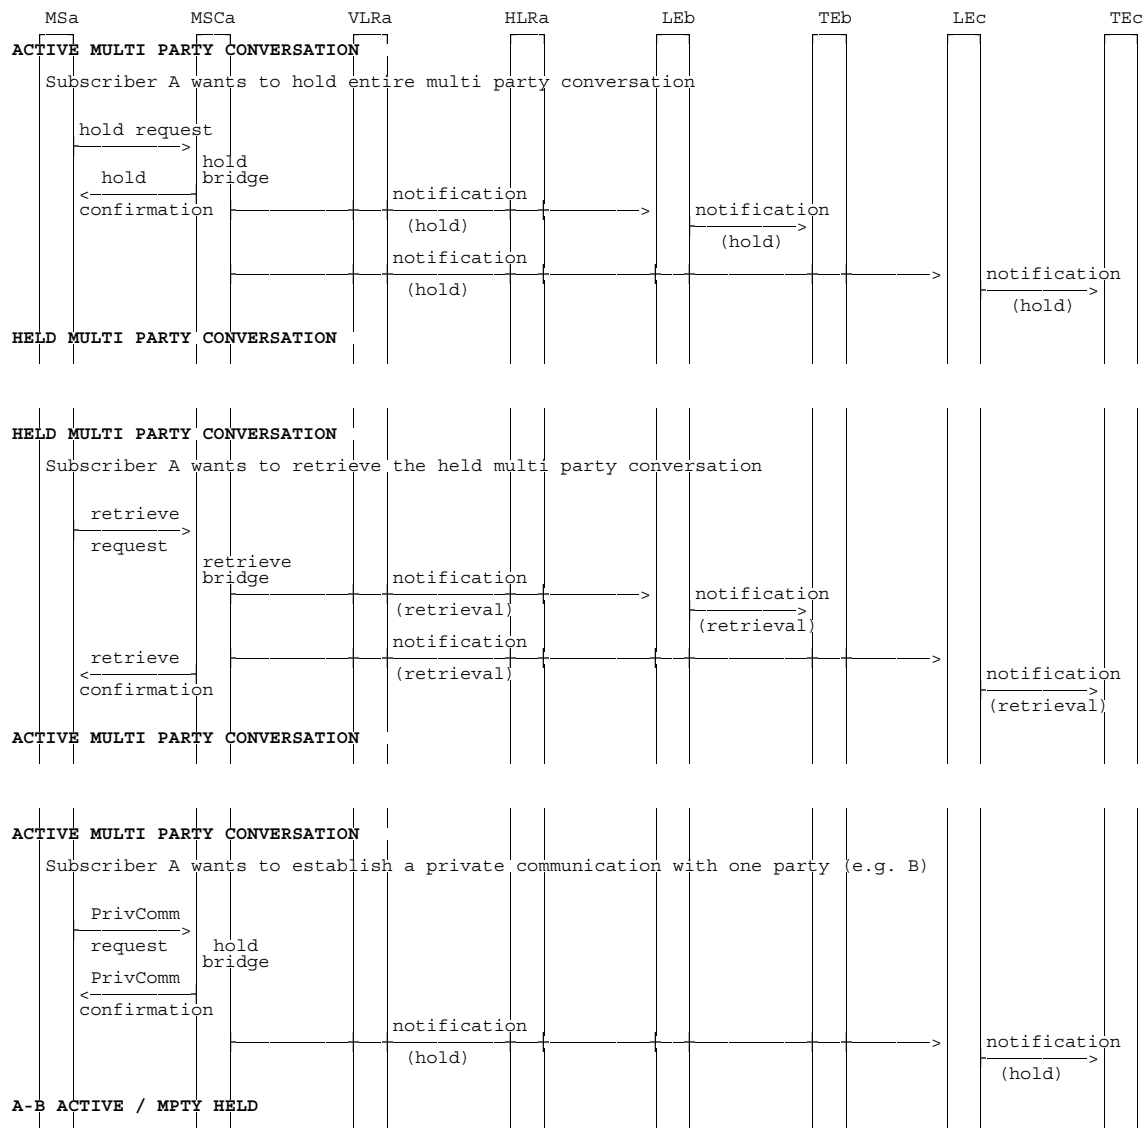 MSa MSCa VLRa HLRa LEb TEb LEc TEc
ACTIVE MULTI PARTY CONVERSATION
Subscriber A wants to hold entire multi party conversation
hold request
hold
hold bridge
notification
confirmation notification
(hold)
(hold)
notification
notification
(hold)
(hold)
HELD MULTI PARTY CONVERSATION
HELD MULTI PARTY CONVERSATION
Subscriber A wants to retrieve the held multi party conversation
retrieve
request
retrieve
bridge notification
notification
(retrieval)
(retrieval)
notification
retrieve
(retrieval) notification
confirmation
(retrieval)
ACTIVE MULTI PARTY CONVERSATION
ACTIVE MULTI PARTY CONVERSATION
Subscriber A wants to establish a private communication with one party (e.g. B)
PrivComm
request hold
bridge
PrivComm
confirmation
notification
notification
(hold)
(hold)
A-B ACTIVE / MPTY HELD